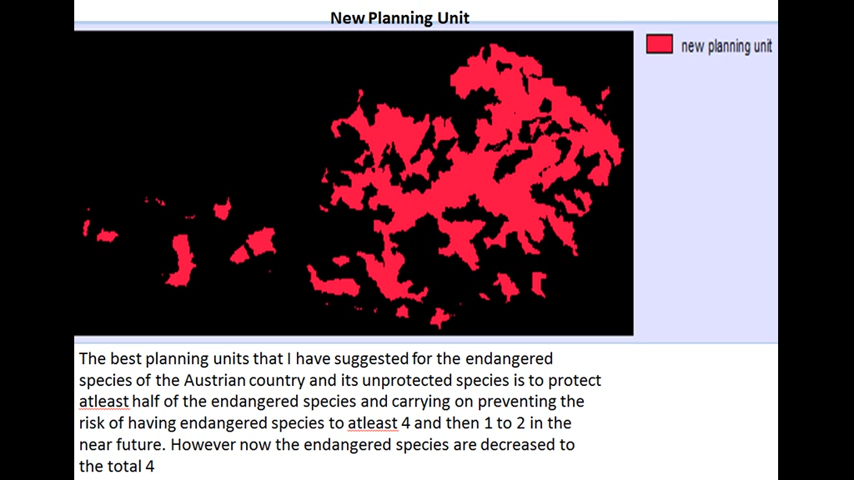 New Planning Unit
new planning unit
The best planning units that I have suggested for the endangered
species of the Austrian country and its unprotected species is to protect
atleast half of the endangered species and carrying on preventing the
risk of having endangered species to atleast 4 and then 1 to 2 in the
near future. However now the endangered species are decreased to
the total 4